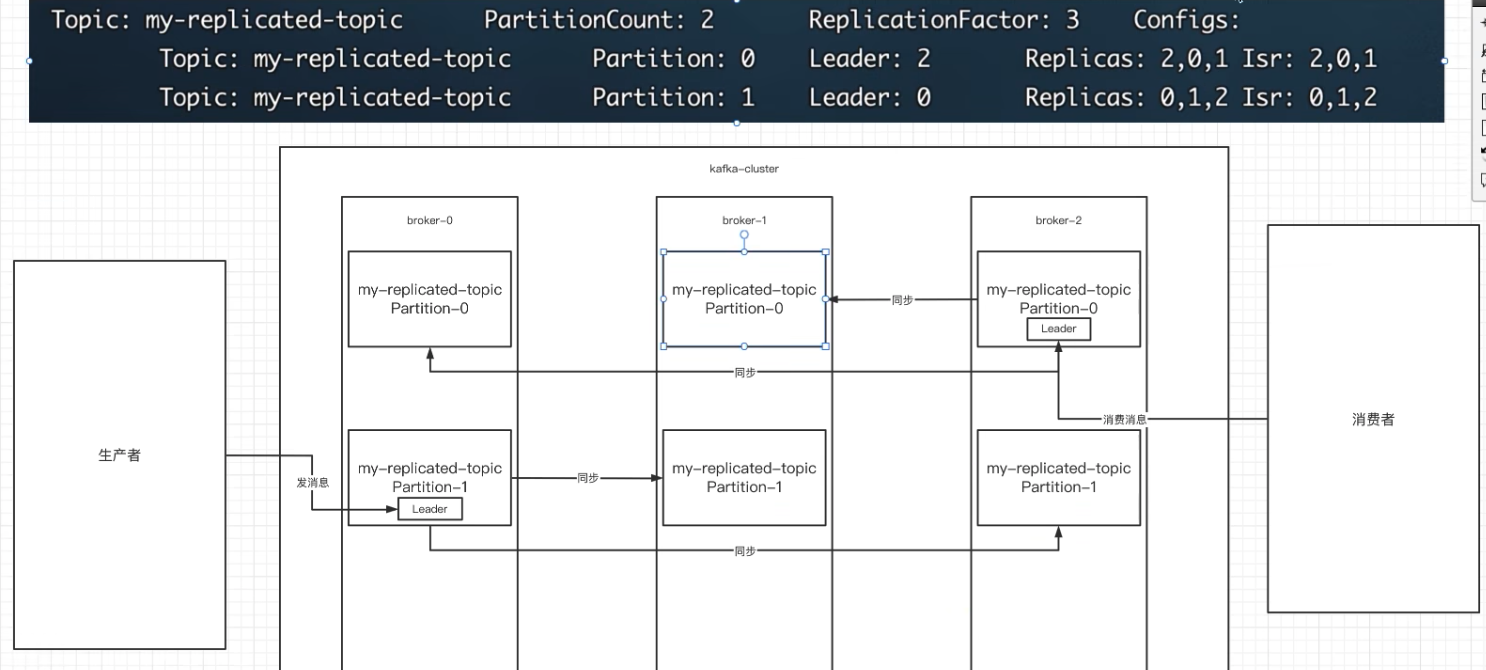 Topic: my-replicated-topic PartitionCount: 2 ReplicationFactor: 3 Configs:
Topic: my-replicated-topic Partition: 0 Leader: 2 Replicas: 2,0,1 Isr: 2,0,1
Topic: my-replicated-topic Partition: 1 Leader: 0 Replicas: 0,1,2 Isr: 0,1,2
kafka-cluster
broker-0
broker-1
broker-2
my-replicated-topic
Partition-0
my-replicated-topic
Partition-0
同步
my-replicated-topic
Partition-0
Leader
同步
消费消息
消费者
生产者
发消息
my-replicated-topic
Partition-1
Leader
同步
my-replicated-topic
Partition-1
my-replicated-topic
Partition-1
同步